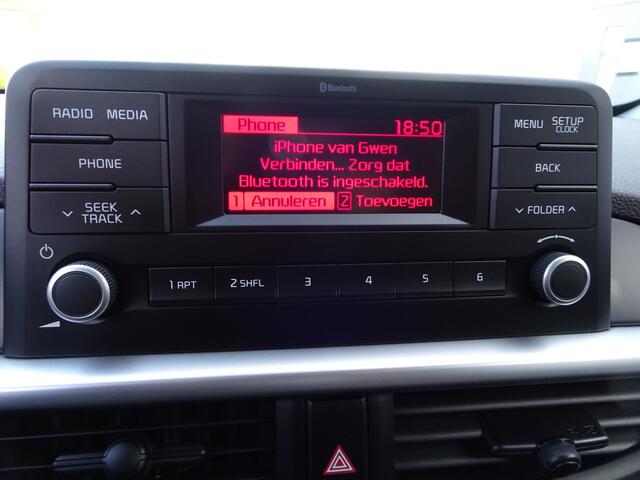 Bluetooth
RADIO MEDIA
PHONE
SEEK
TRACK
Phone 18:50
iPhone van Gwen
Verbinden... Zorg dat
Bluetooth is ingeschakeld.
1 Annuleren 2 Toevoegen
MENU SETUP
CLOCK
BACK
FOLDER
1 RPT 2 SHFL 3 4 5 6